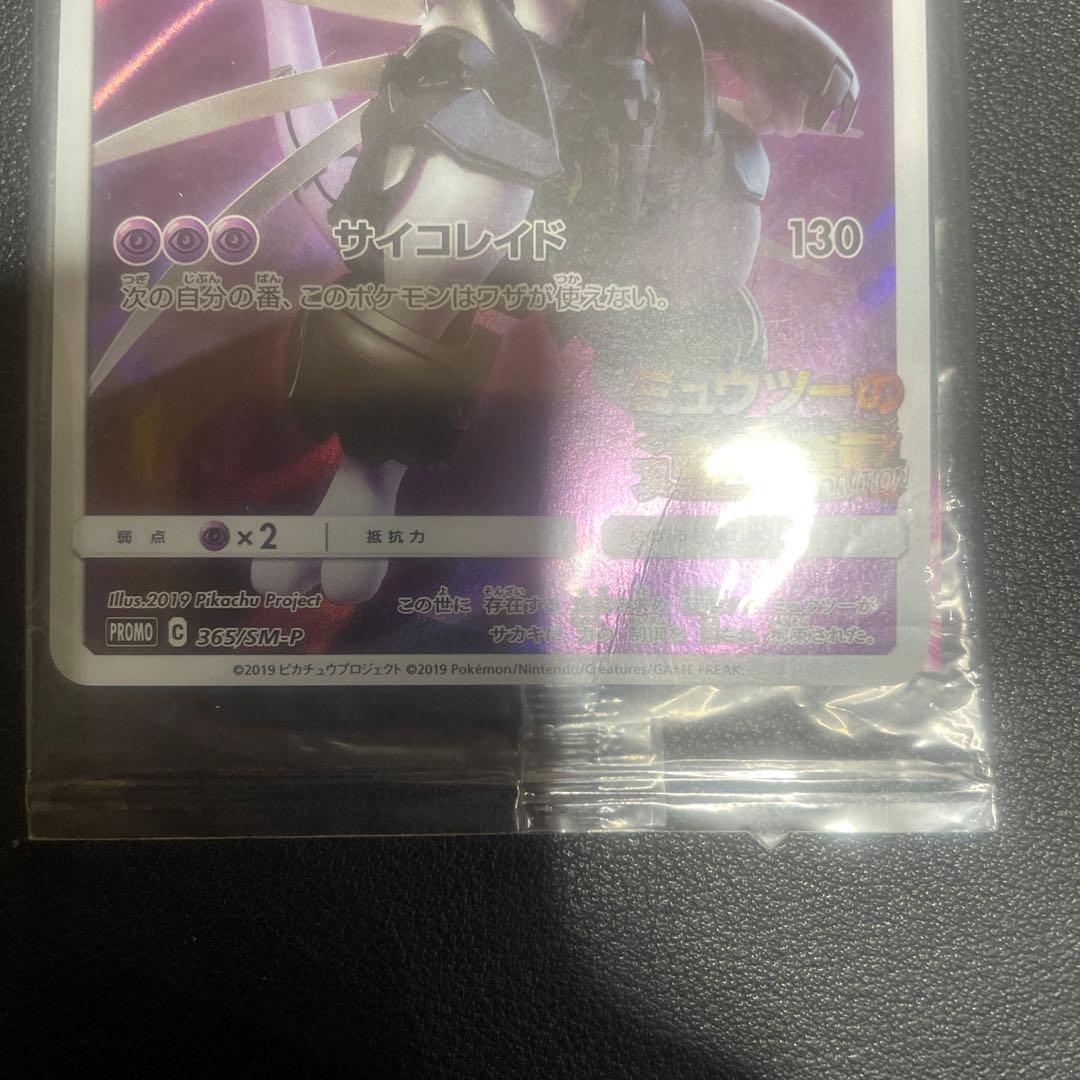 サイコレイド 130
次の自分の番、このポケモンはワザが使えない。
ミュウツーの
弱点 ×2 抵抗力
Illus.2019 Pikachu Project
この世に 存在する
ミュウツーが
PROMO C 365/SM-P
サカキに
©2019 ピカチュウプロジェクト ©2019 Pokémon/Nintendo/Creatures/GAME FREAK.